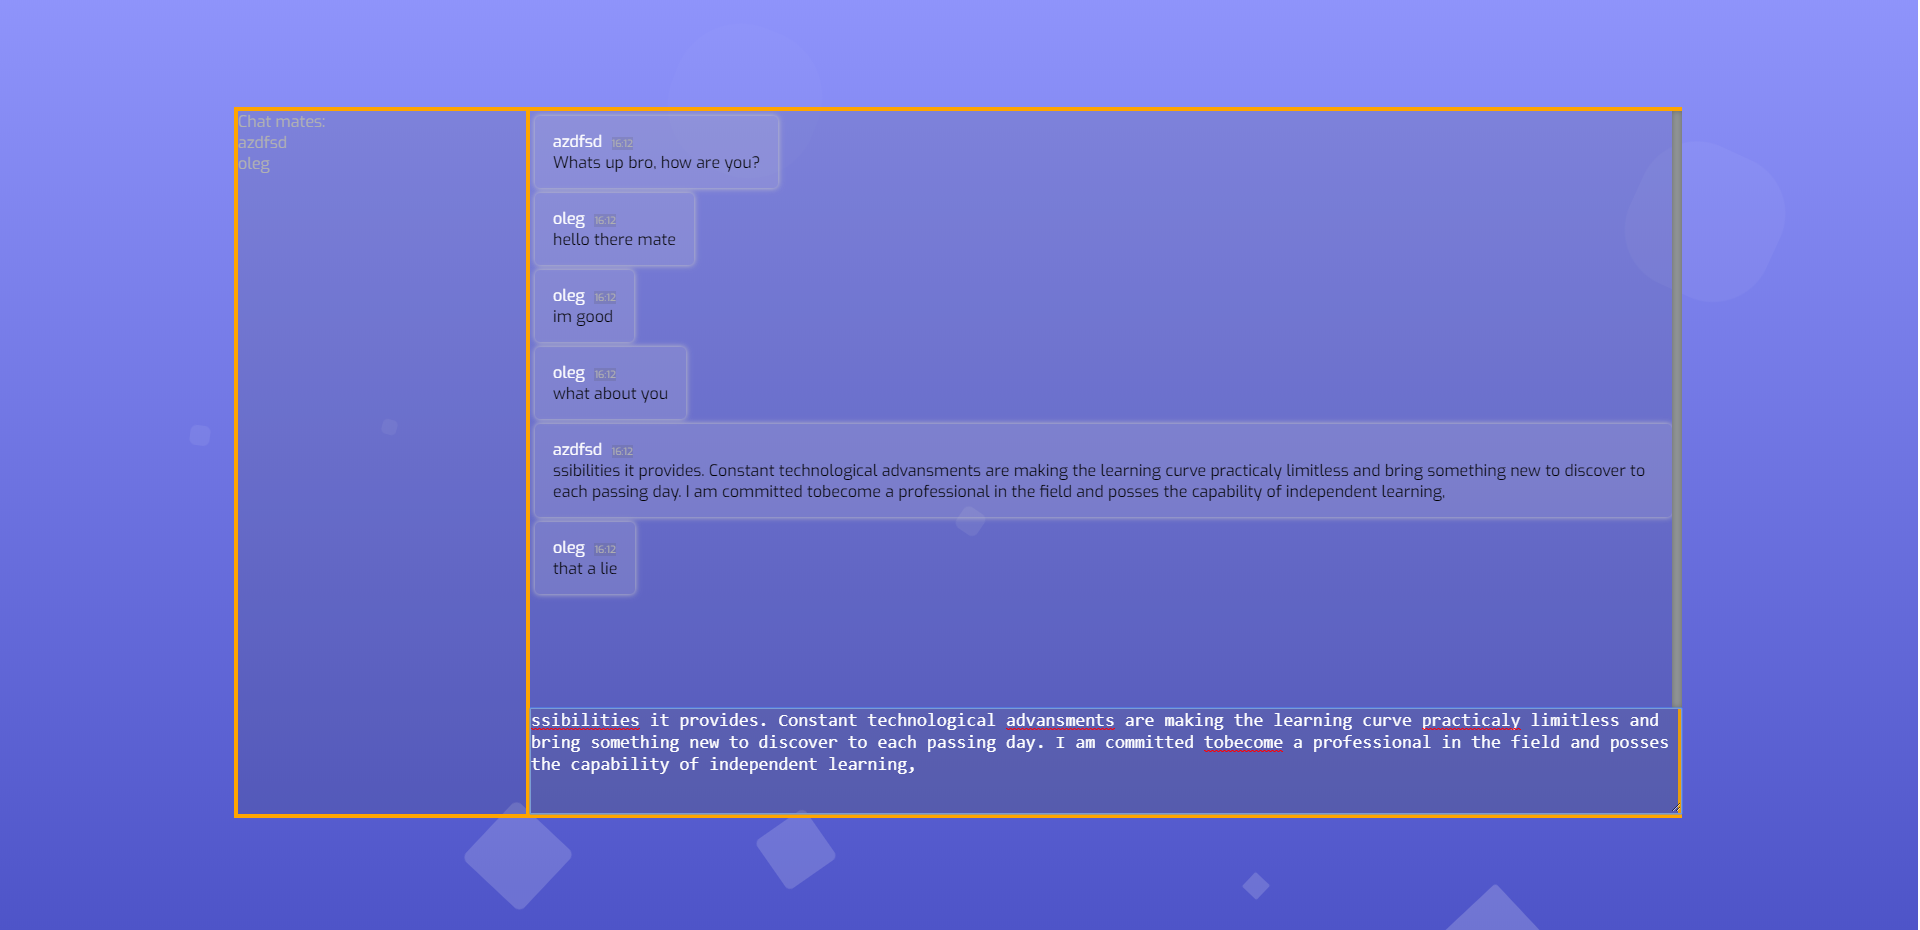 Chat mates:
azdfsd
oleg
azdfsd 16:12
Whats up bro, how are you?
oleg 16:12
hello there mate
oleg 16:12
im good
oleg 16:12
what about you
azdfsd 16:12
ssibilities it provides. Constant technological advansments are making the learning curve practicaly limitless and bring something new to discover to
each passing day. I am committed tobecome a professional in the field and posses the capability of independent learning,
oleg 16:12
that a lie
ssibilities it provides. Constant technological advansments are making the learning curve practicaly limitless and
bring something new to discover to each passing day. I am committed tobecome a professional in the field and posses
the capability of independent learning,